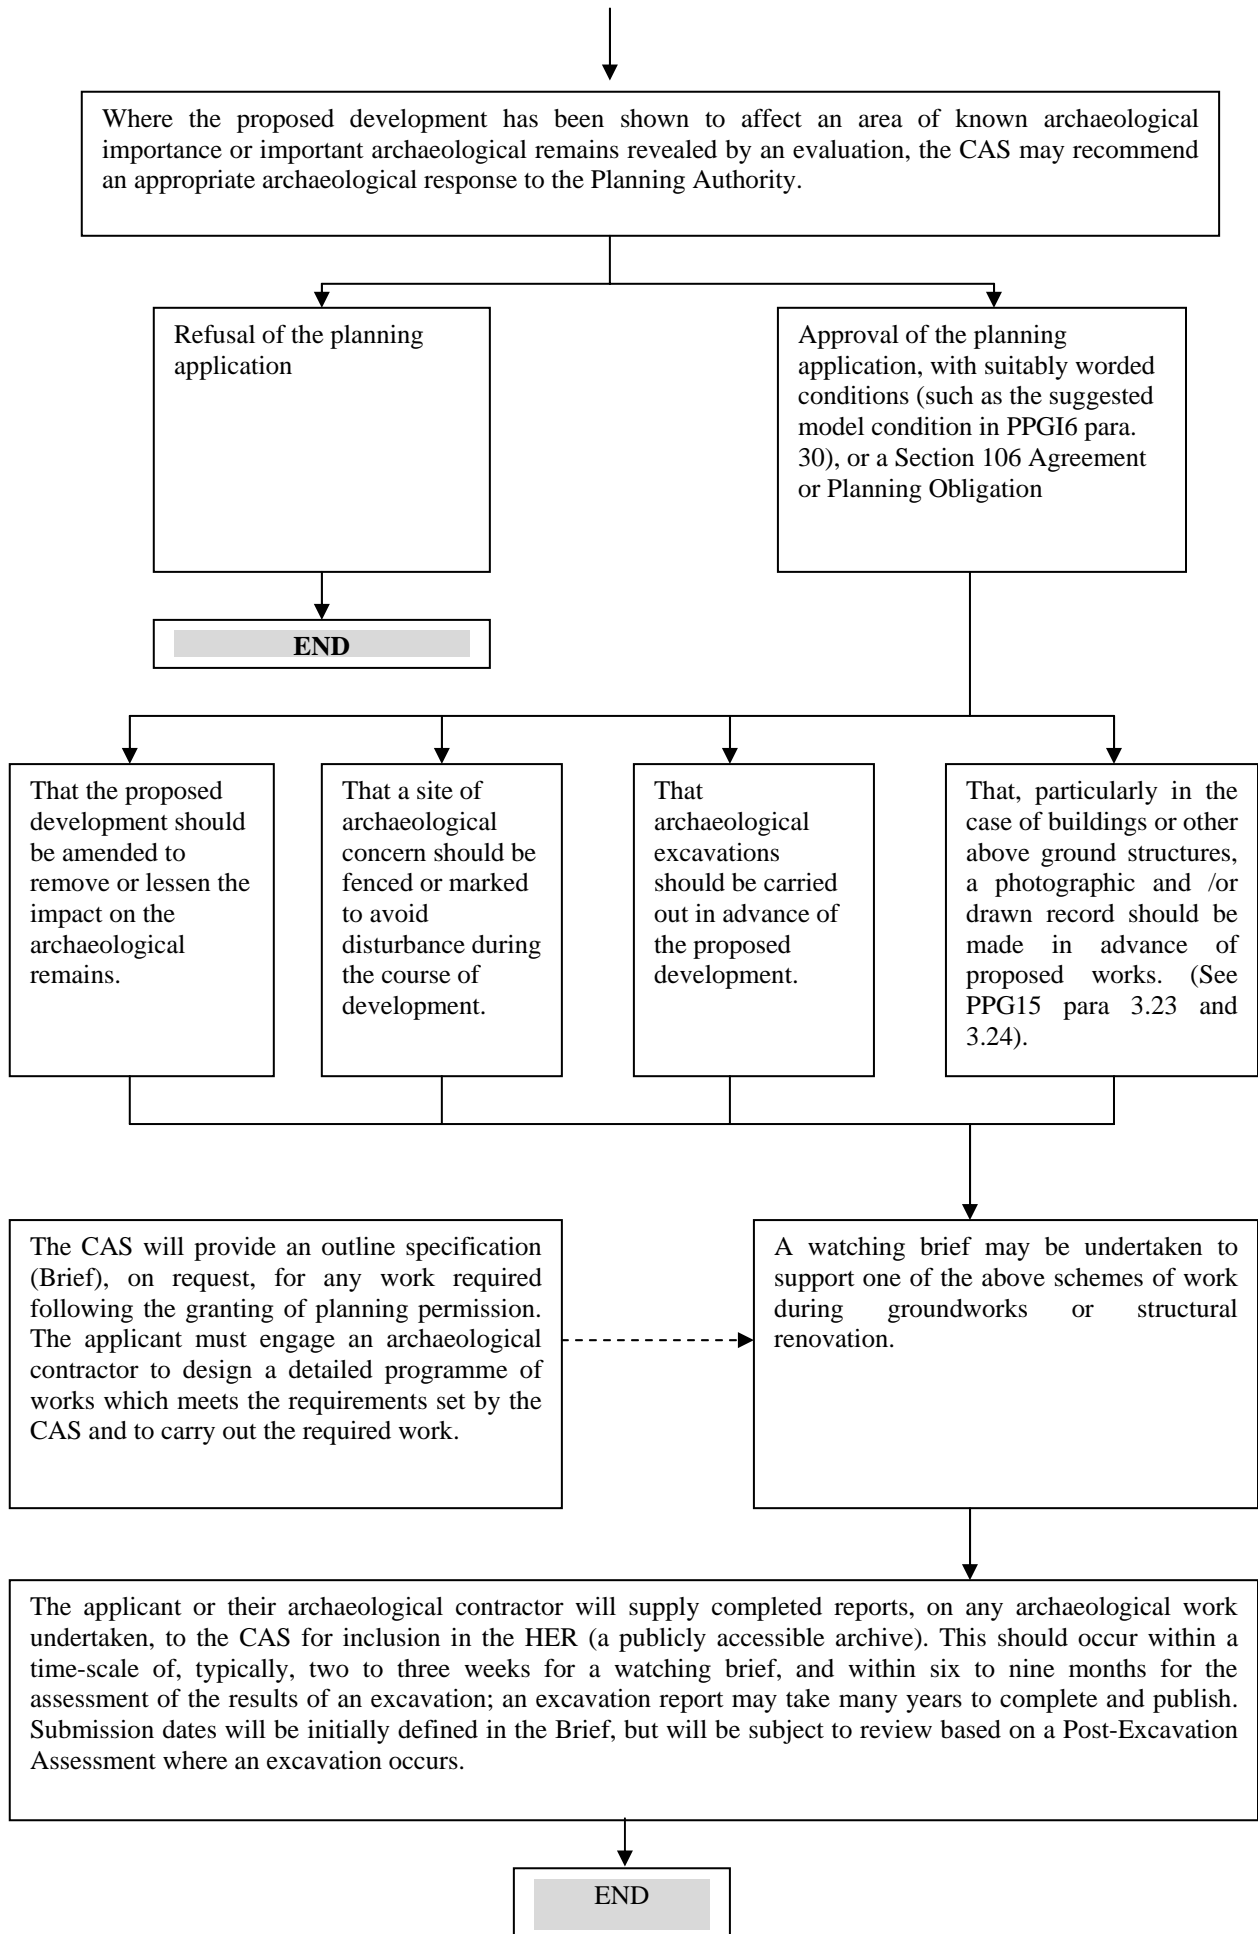 Where the proposed development has been shown to affect an area of known archaeological
importance or important archaeological remains revealed by an evaluation, the CAS may recommend
an appropriate archaeological response to the Planning Authority.
Refusal of the planning
application
Approval of the planning
application, with suitably worded
conditions (such as the suggested
model condition in PPGI6 para.
30), or a Section 106 Agreement
or Planning Obligation
END
That the proposed
development should
be amended to
remove or lessen the
impact on the
archaeological
remains.
That a site of
archaeological
concern should be
fenced or marked
to avoid
disturbance during
the course of
development.
That
archaeological
excavations
should be carried
out in advance of
the proposed
development.
That, particularly in the
case of buildings or other
above ground structures,
a photographic and /or
drawn record should be
made in advance of
proposed works. (See
PPG15 para 3.23 and
3.24).
The CAS will provide an outline specification
(Brief), on request, for any work required
following the granting of planning permission.
The applicant must engage an archaeological
contractor to design a detailed programme of
works which meets the requirements set by the
CAS and to carry out the required work.
A watching brief may be undertaken to
support one of the above schemes of work
during groundworks or structural
renovation.
The applicant or their archaeological contractor will supply completed reports, on any archaeological work
undertaken, to the CAS for inclusion in the HER (a publicly accessible archive). This should occur within a
time-scale of, typically, two to three weeks for a watching brief, and within six to nine months for the
assessment of the results of an excavation; an excavation report may take many years to complete and publish.
Submission dates will be initially defined in the Brief, but will be subject to review based on a Post-Excavation
Assessment where an excavation occurs.
END